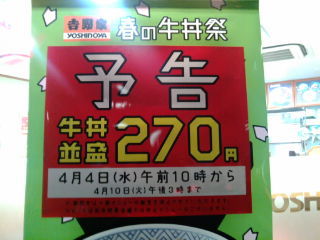 吉野家
YOSHINOYA
春の牛丼祭
予告
牛丼
並盛 270円
4月4日(水)午前10時から
4月10日(火)午後3時まで
OSH